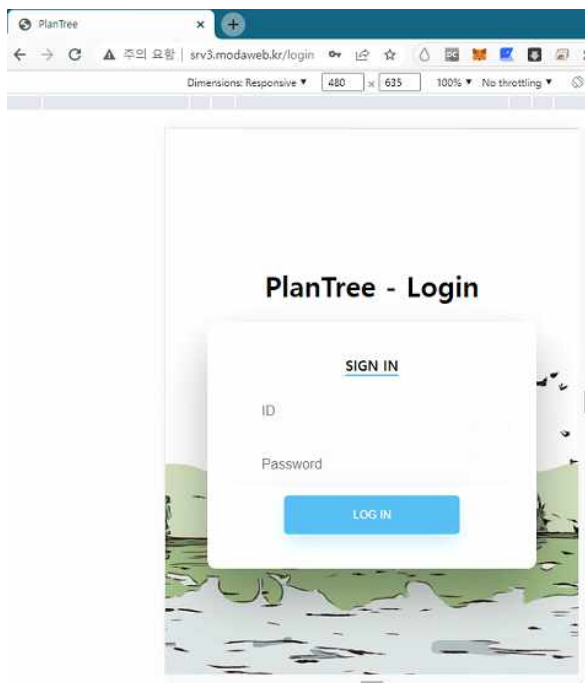 PlanTree
주의 요함 srv3.modaweb.kr/login
Dimensions: Responsive ▼ 480 x 635 100% ▼ No throttling ▼
PlanTree - Login
SIGN IN
ID
Password
LOG IN